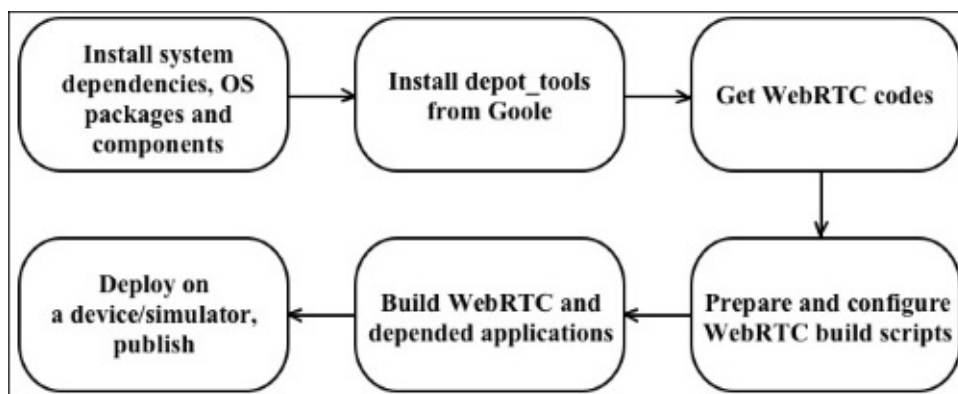 Install system
dependencies, OS
packages and
components
Install depot_tools
from Goole
Get WebRTC codes
Prepare and configure
WebRTC build scripts
Build WebRTC and
depended applications
Deploy on
a device/simulator,
publish